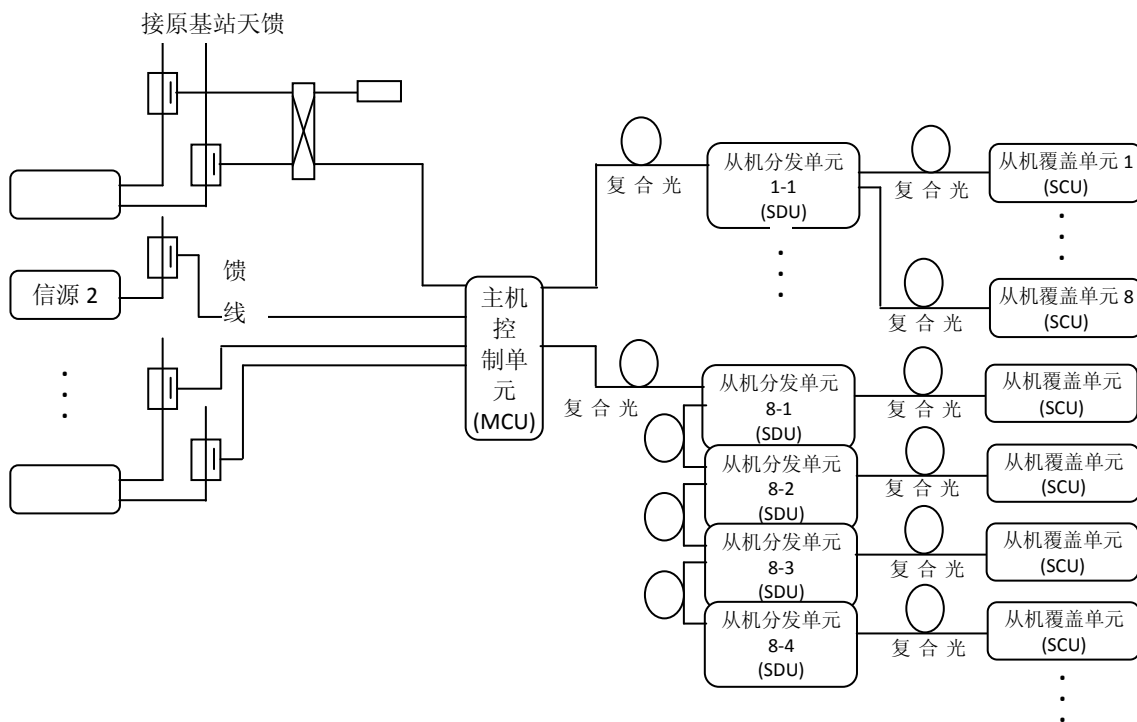 接原基站天馈
信源 2
馈
线
主机
控
制单
元
(MCU)
复 合 光
从机分发单元
1-1
(SDU)
复 合 光
从机覆盖单元 1
(SCU)
复 合 光
从机覆盖单元 8
(SCU)
复 合 光
从机分发单元
8-1
(SDU)
复 合 光
从机覆盖单元
(SCU)
从机分发单元
8-2
(SDU)
复 合 光
从机覆盖单元
(SCU)
从机分发单元
8-3
(SDU)
复 合 光
从机覆盖单元
(SCU)
从机分发单元
8-4
(SDU)
复 合 光
从机覆盖单元
(SCU)